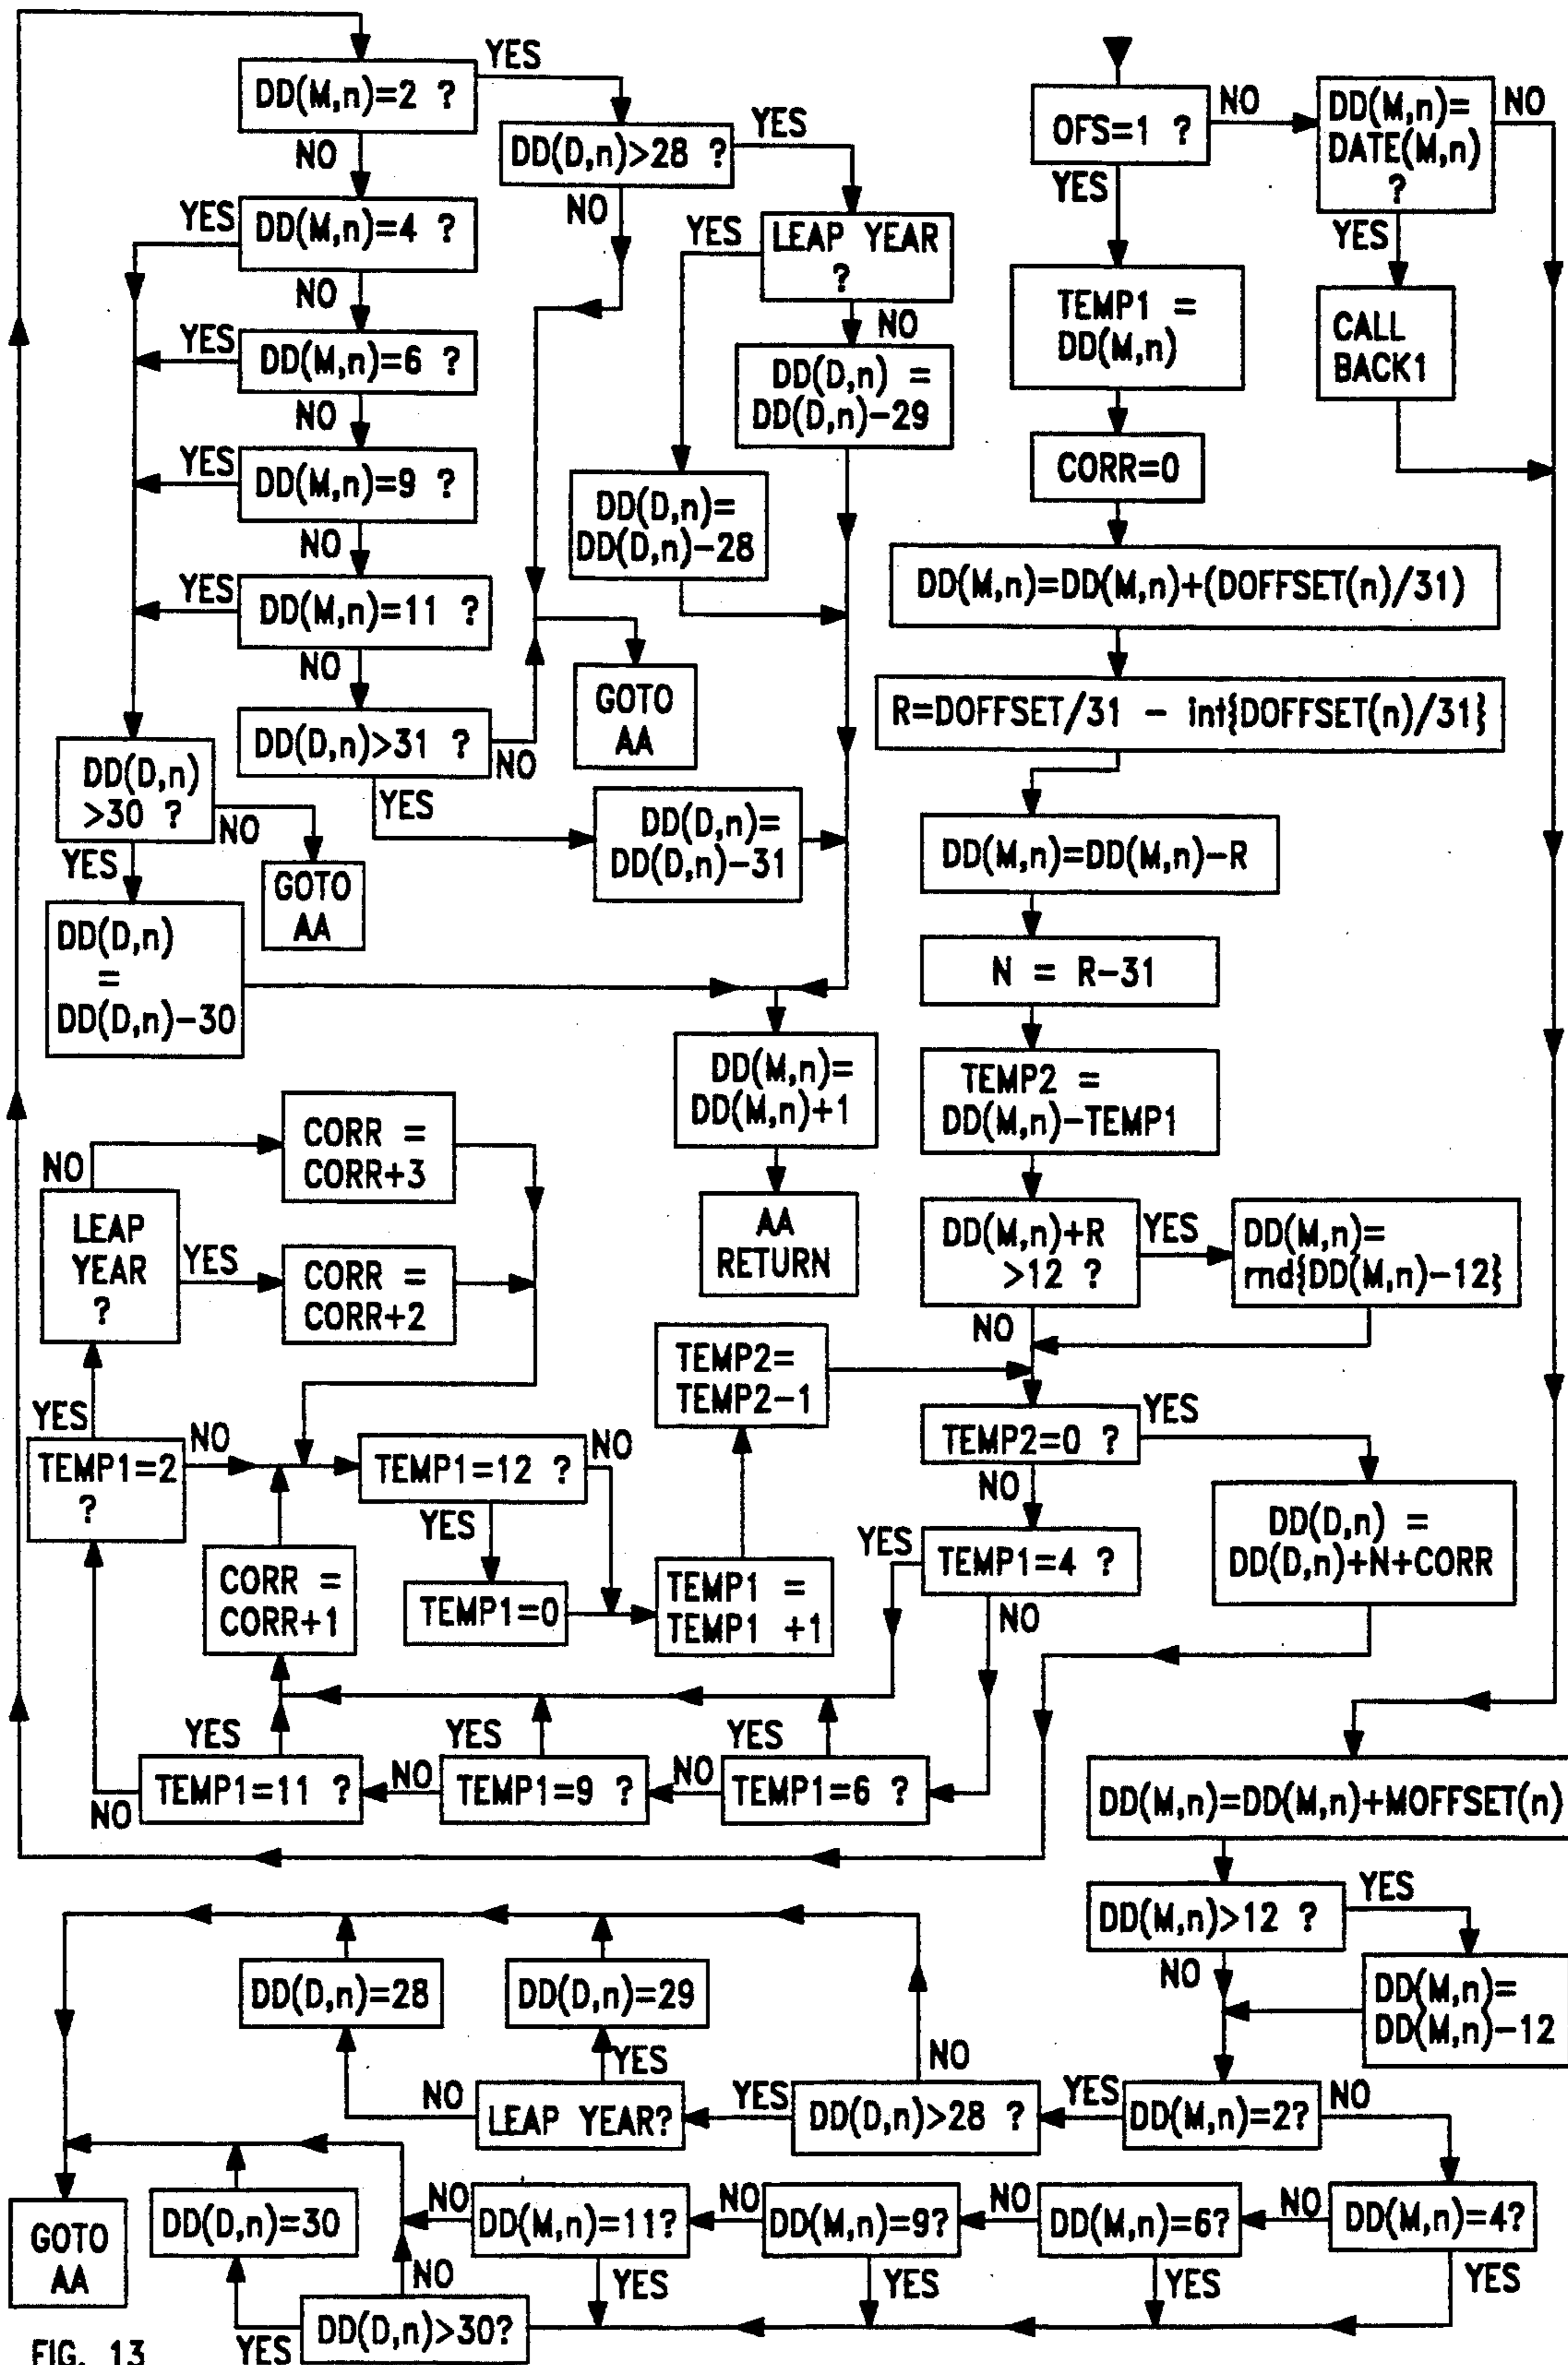 DD(M,n)=2 ?
YES
NO
DD(D,n)>28 ?
YES
NO
DD(M,n)=4 ?
YES
NO
LEAP YEAR
?
YES
NO
DD(M,n)=6 ?
YES
NO
DD(D,n) =
DD(D,n)-29
DD(M,n)=9 ?
YES
NO
DD(D,n)=
DD(D,n)-28
DD(M,n)=11 ?
YES
NO
GOTO
AA
DD(D,n)>31 ?
NO
YES
DD(D,n)
>30 ?
NO
YES
GOTO
AA
DD(D,n)=
DD(D,n)-31
DD(D,n)
=
DD(D,n)-30
DD(M,n)=
DD(M,n)+1
AA
RETURN
OFS=1 ?
NO
YES
DD(M,n)=
DATE(M,n)
?
NO
YES
CALL
BACK1
TEMP1 =
DD(M,n)
CORR=0
DD(M,n)=DD(M,n)+(DOFFSET(n)/31)
R=DOFFSET/31 - int{DOFFSET(n)/31}
DD(M,n)=DD(M,n)-R
N = R-31
TEMP2 =
DD(M,n)-TEMP1
DD(M,n)+R
>12 ?
YES
NO
DD(M,n)=
rnd{DD(M,n)-12}
TEMP2=
TEMP2-1
TEMP2=0 ?
YES
NO
DD(D,n) =
DD(D,n)+N+CORR
TEMP1=4 ?
YES
NO
CORR =
CORR+3
NO
LEAP
YEAR
?
YES
CORR =
CORR+2
YES
TEMP1=2
?
NO
TEMP1=12 ?
NO
YES
CORR =
CORR+1
TEMP1=0
TEMP1 =
TEMP1 +1
YES
TEMP1=11 ?
NO
YES
TEMP1=9 ?
NO
YES
TEMP1=6 ?
NO
DD(M,n)=DD(M,n)+MOFFSET(n)
DD(M,n)>12 ?
YES
NO
DD(M,n)=
DD(M,n)-12
DD(D,n)=28
DD(D,n)=29
YES
NO
NO
LEAP YEAR?
YES
DD(D,n)>28 ?
YES
DD(M,n)=2?
NO
GOTO
AA
DD(D,n)=30
NO
DD(M,n)=11?
NO
DD(M,n)=9?
NO
DD(M,n)=6?
NO
DD(M,n)=4?
NO
YES
YES
YES
YES
DD(D,n)>30?
YES
FIG. 13